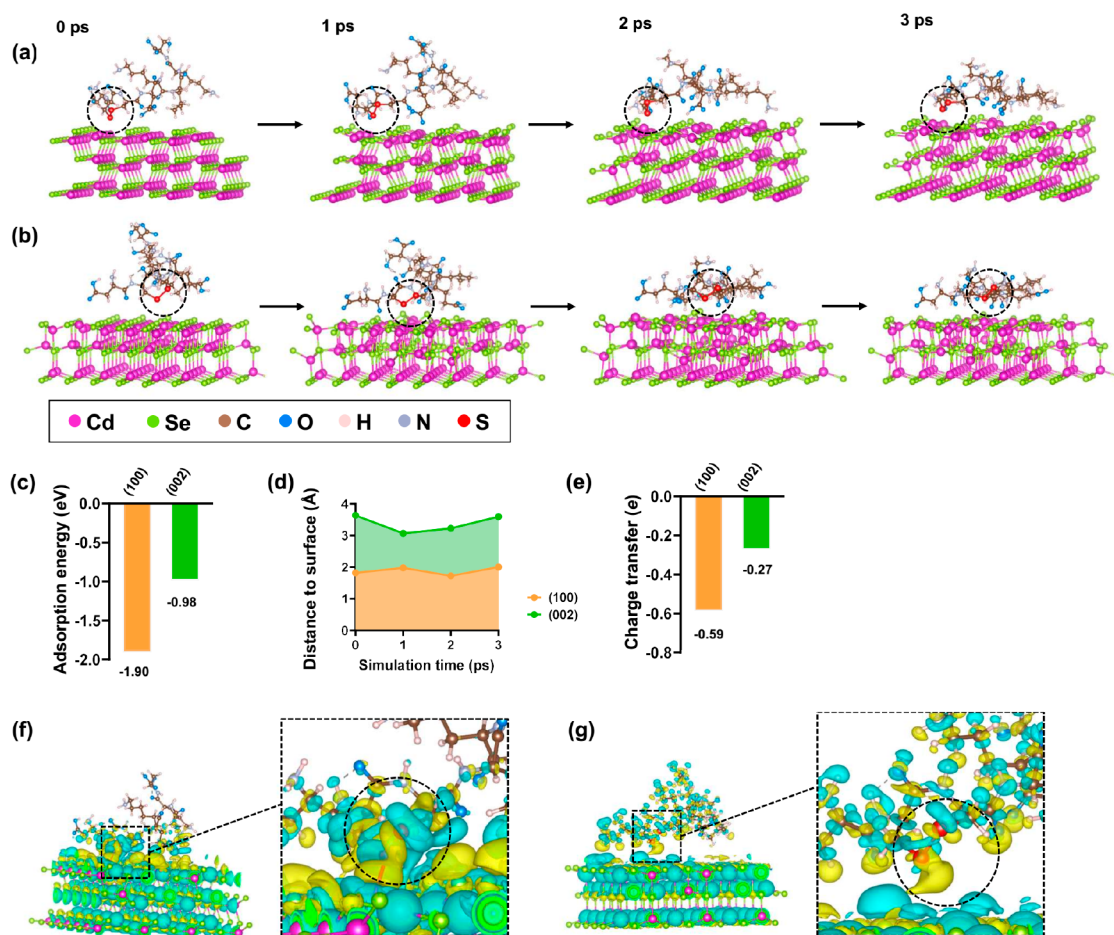 0 ps
1 ps
2 ps
3 ps
(a)
(b)
Cd Se C O H N S
(c)
(100)
(002)
Adsorption energy (eV)
0.0
-0.5
-1.0
-1.5
-2.0
-0.98
-1.90
(d)
Distance to surface (Å)
4
3
2
1
0
0 1 2 3
Simulation time (ps)
(100)
(002)
(e)
(100)
(002)
Charge transfer (e)
0.0
-0.2
-0.4
-0.6
-0.8
-0.27
-0.59
(f)
(g)